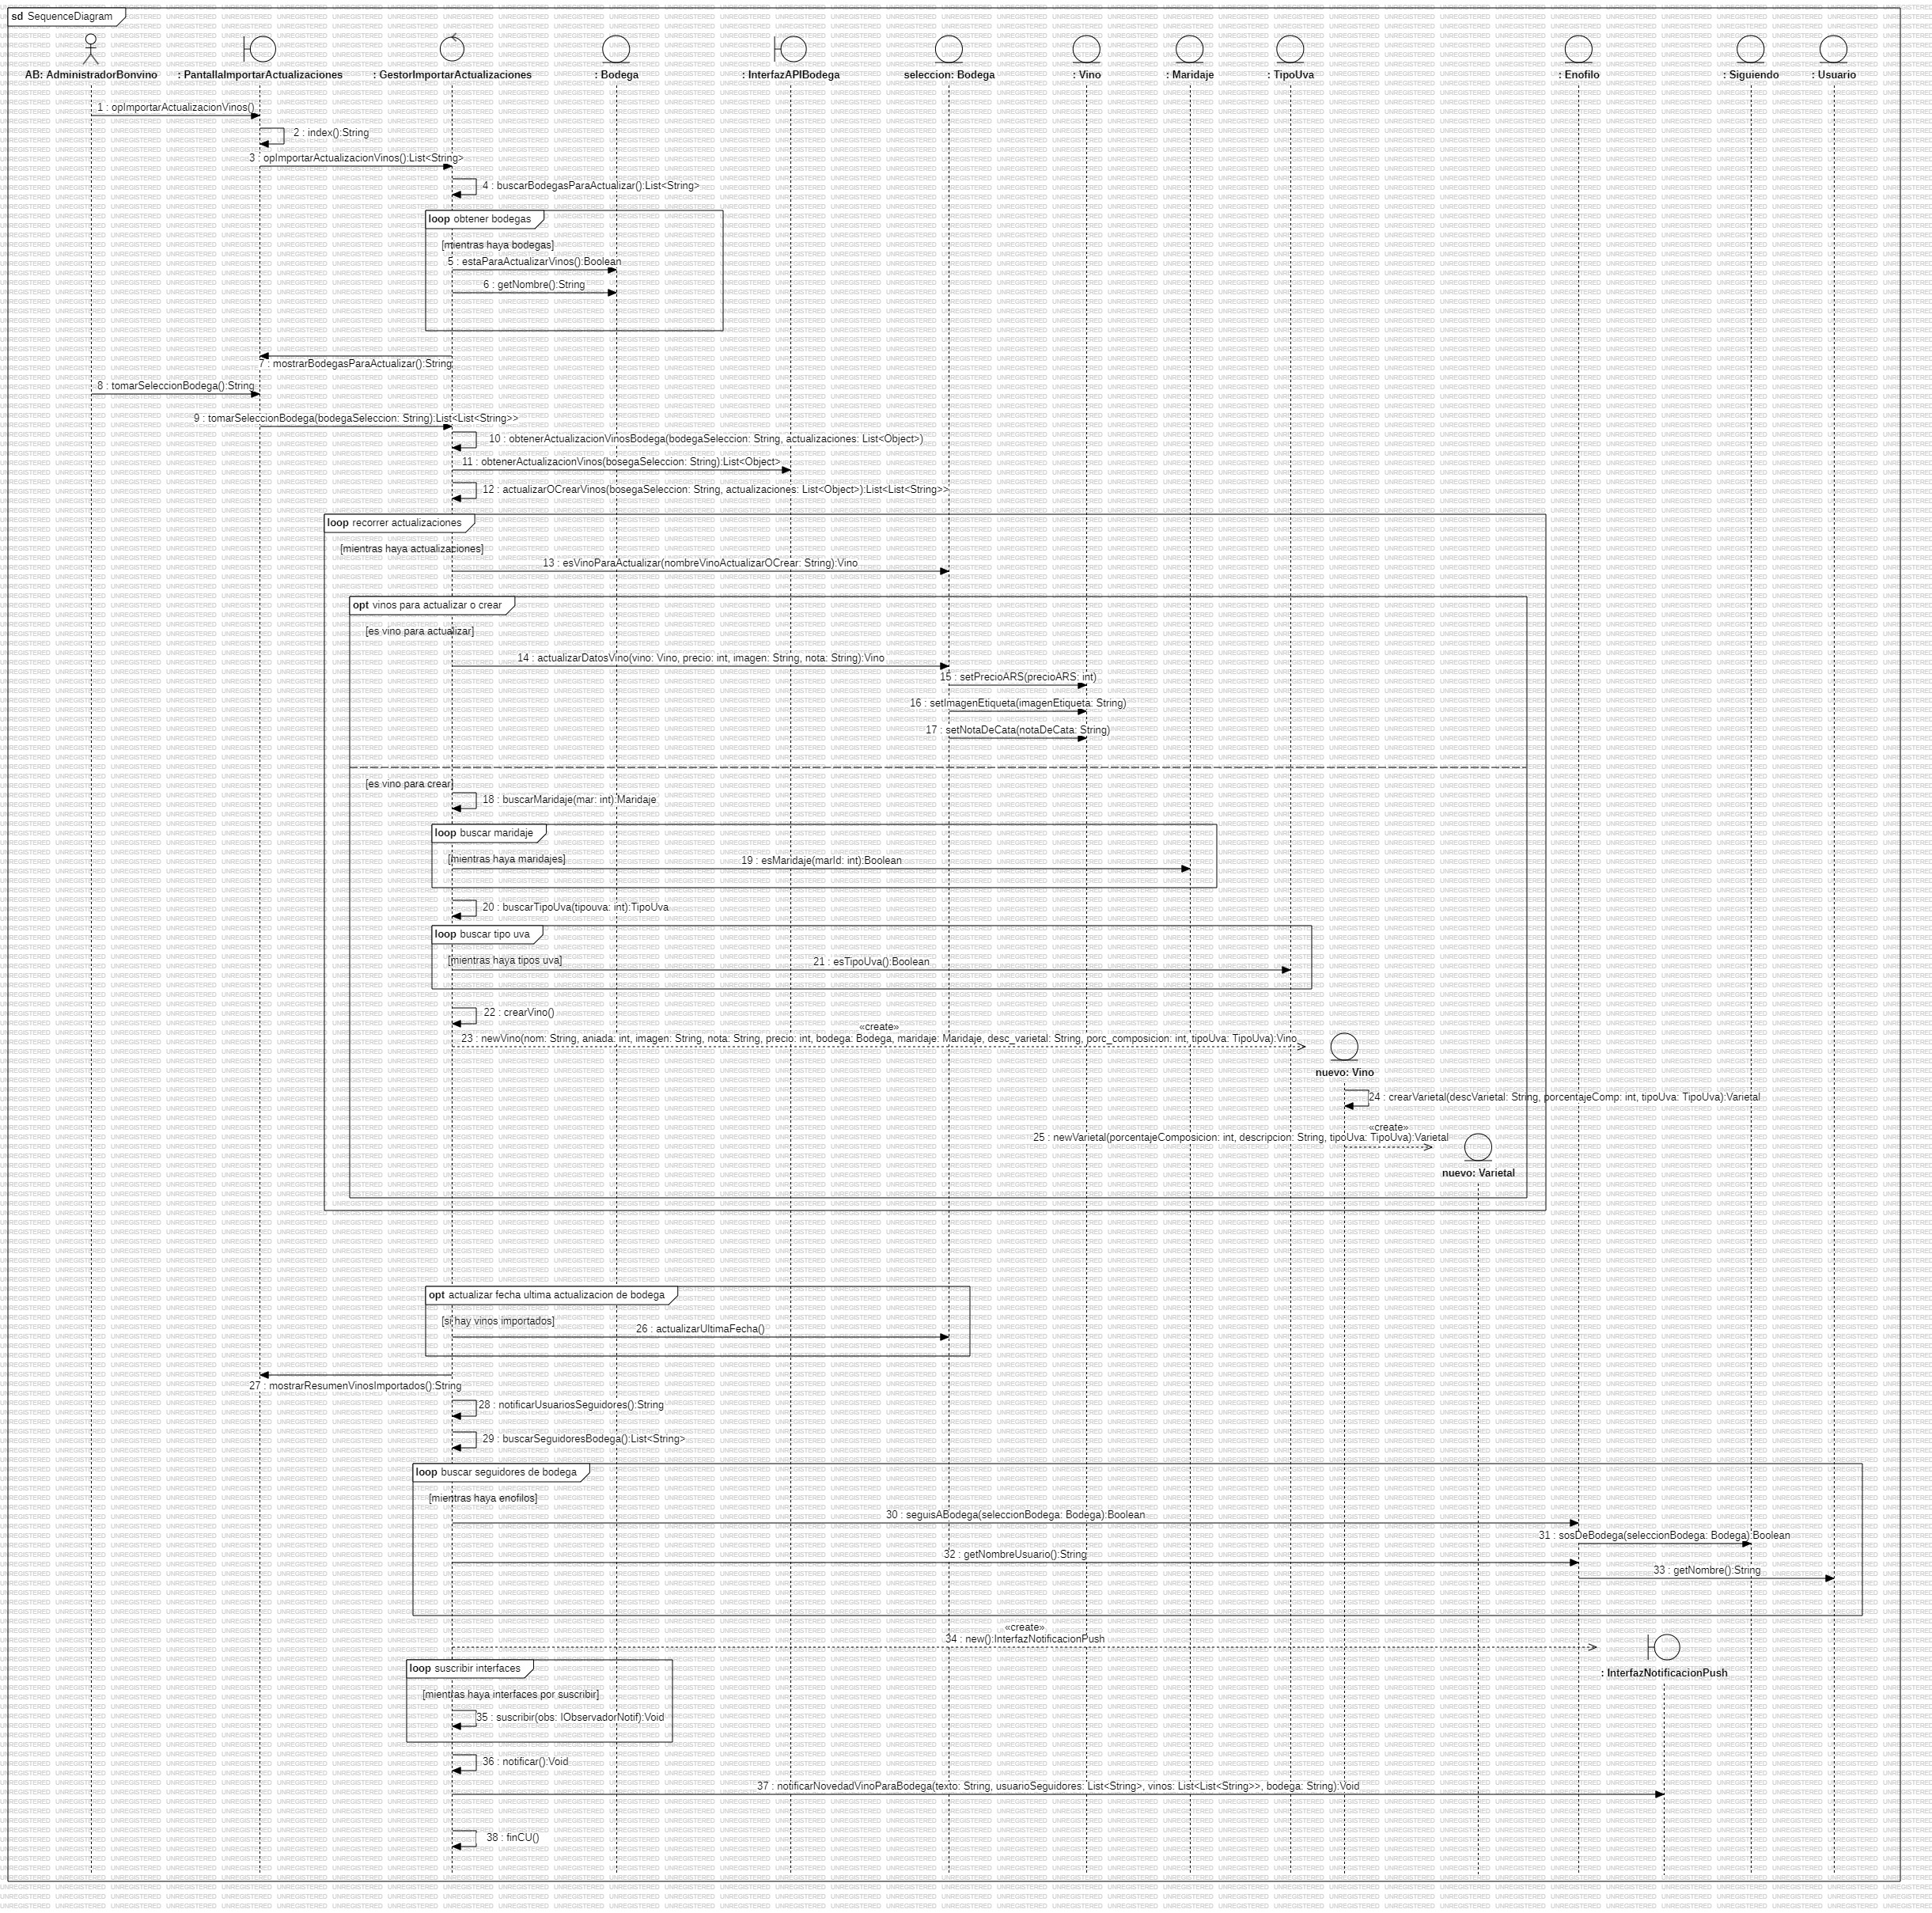 sd SequenceDiagram
AB: AdministradorBonvino
: PantallaImportarActualizaciones
: GestorImportarActualizaciones
: Bodega
: InterfazAPIBodega
seleccion: Bodega
: Vino
: Maridaje
: TipoUva
: Enofilo
: Siguiendo
: Usuario
1 : opImportarActualizacionVinos()
2 : index():String
3 : opImportarActualizacionVinos():List<String>
4 : buscarBodegasParaActualizar():List<String>
loop obtener bodegas
[mientras haya bodegas]
5 : estaParaActualizarVinos():Boolean
6 : getNombre():String
7 : mostrarBodegasParaActualizar():String
8 : tomarSeleccionBodega():String
9 : tomarSeleccionBodega(bodegaSeleccion: String):List<List<String>>
10 : obtenerActualizacionVinosBodega(bodegaSeleccion: String, actualizaciones: List<Object>)
11 : obtenerActualizacionVinos(bosegaSeleccion: String):List<Object>
12 : actualizarOCrearVinos(bosegaSeleccion: String, actualizaciones: List<Object>):List<List<String>>
loop recorrer actualizaciones
[mientras haya actualizaciones]
13 : esVinoParaActualizar(nombreVinoActualizarOCrear: String):Vino
opt vinos para actualizar o crear
[es vino para actualizar]
14 : actualizarDatosVino(vino: Vino, precio: int, imagen: String, nota: String):Vino
15 : setPrecioARS(precioARS: int)
16 : setImagenEtiqueta(imagenEtiqueta: String)
17 : setNotaDeCata(notaDeCata: String)
[es vino para crear]
18 : buscarMaridaje(mar: int):Maridaje
loop buscar maridaje
[mientras haya maridajes]
19 : esMaridaje(marId: int):Boolean
20 : buscarTipoUva(tipouva: int):TipoUva
loop buscar tipo uva
[mientras haya tipos uva]
21 : esTipoUva():Boolean
22 : crearVino()
«create»
23 : newVino(nom: String, aniada: int, imagen: String, nota: String, precio: int, bodega: Bodega, maridaje: Maridaje, desc_varietal: String, porc_composicion: int, tipoUva: TipoUva):Vino
nuevo: Vino
24 : crearVarietal(descVarietal: String, porcentajeComp: int, tipoUva: TipoUva):Varietal
«create»
25 : newVarietal(porcentajeComposicion: int, descripcion: String, tipoUva: TipoUva):Varietal
nuevo: Varietal
opt actualizar fecha ultima actualizacion de bodega
[si hay vinos importados]
26 : actualizarUltimaFecha()
27 : mostrarResumenVinosImportados():String
28 : notificarUsuariosSeguidores():String
29 : buscarSeguidoresBodega():List<String>
loop buscar seguidores de bodega
[mientras haya enofilos]
30 : seguisABodega(seleccionBodega: Bodega):Boolean
31 : sosDeBodega(seleccionBodega: Bodega):Boolean
32 : getNombreUsuario():String
33 : getNombre():String
«create»
34 : new():InterfazNotificacionPush
: InterfazNotificacionPush
loop suscribir interfaces
[mientras haya interfaces por suscribir]
35 : suscribir(obs: IObservadorNotif):Void
36 : notificar():Void
37 : notificarNovedadVinoParaBodega(texto: String, usuarioSeguidores: List<String>, vinos: List<List<String>>, bodega: String):Void
38 : finCU()